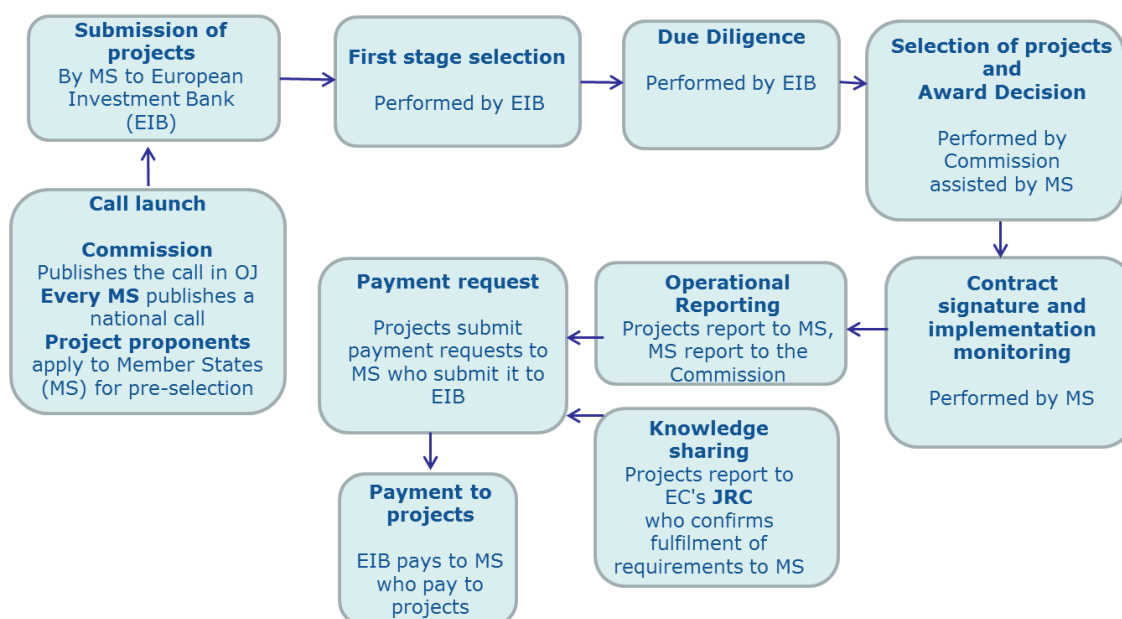 Submission of
projects
By MS to European
Investment Bank
(EIB)
First stage selection
Performed by EIB
Due Diligence
Performed by EIB
Selection of projects
and
Award Decision
Performed by
Commission
assisted by MS
Call launch
Commission
Publishes the call in OJ
Every MS publishes a
national call
Project proponents
apply to Member States
(MS) for pre-selection
Payment request
Projects submit
payment requests to
MS who submit it to
EIB
Operational
Reporting
Projects report to MS,
MS report to the
Commission
Contract
signature and
implementation
monitoring
Performed by MS
Knowledge
sharing
Projects report to
EC's JRC
who confirms
fulfilment of
requirements to MS
Payment to
projects
EIB pays to MS
who pay to
projects